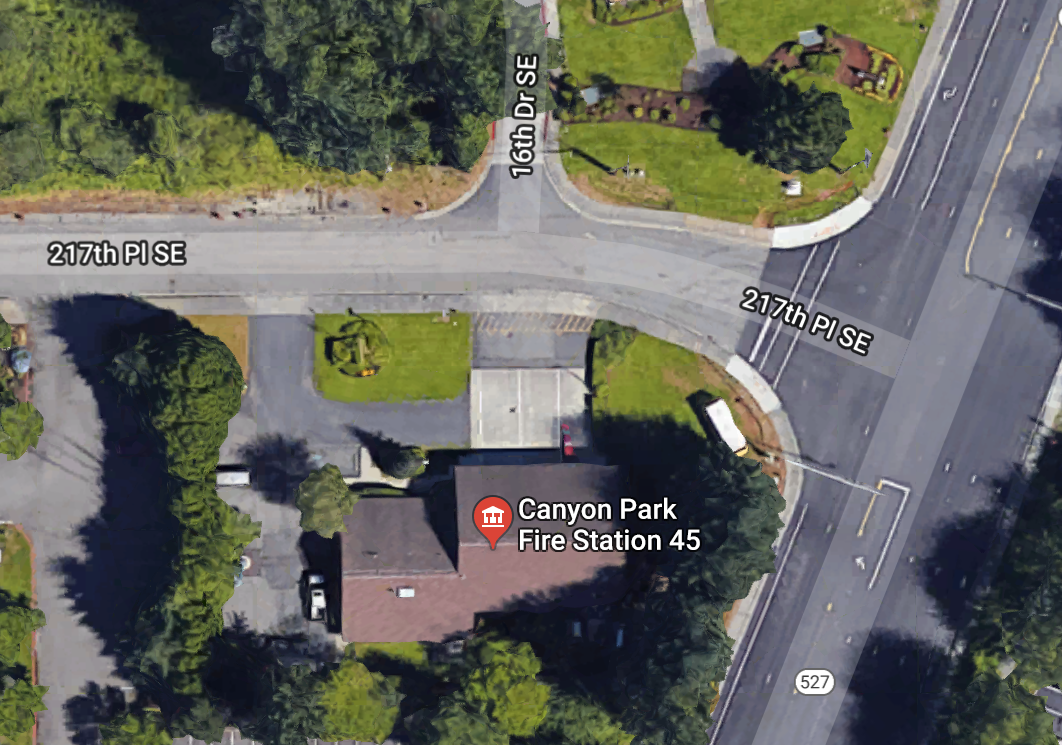 16th Dr SE
217th Pl SE
217th Pl SE
Canyon Park
Fire Station 45
527